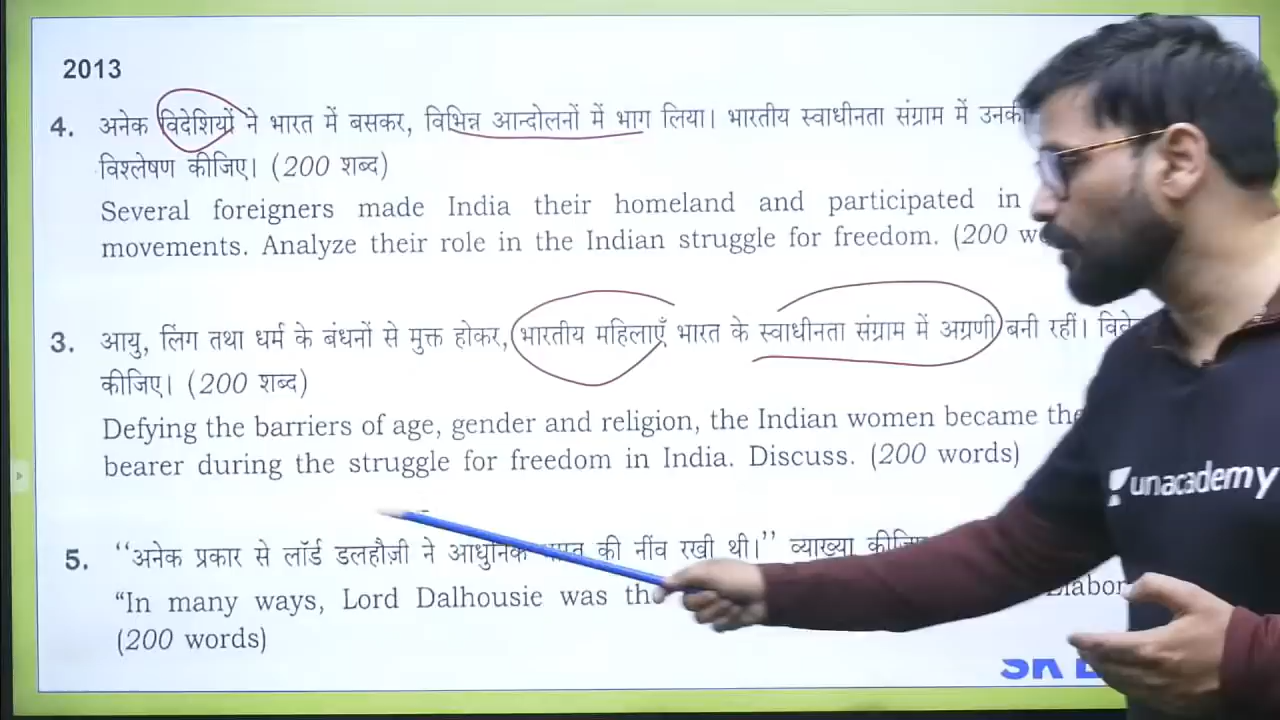 2013
4. अनेक विदेशियों ने भारत में बसकर, विभिन्न आन्दोलनों में भाग लिया। भारतीय स्वाधीनता संग्राम में उनकी
विश्लेषण कीजिए। (200 शब्द)
Several foreigners made India their homeland and participated in
movements. Analyze their role in the Indian struggle for freedom. (200
3. आयु, लिंग तथा धर्म के बंधनों से मुक्त होकर, भारतीय महिलाएँ भारत के स्वाधीनता संग्राम में अग्रणी बनी रहीं।
कीजिए। (200 शब्द)
Defying the barriers of age, gender and religion, the Indian women became
bearer during the struggle for freedom in India. Discuss. (200 words)
unacademy
5. ‘‘अनेक प्रकार से लॉर्ड डलहौज़ी ने आधुनिक की नींव रखी थी।’’ व्याख्या
“In many ways, Lord Dalhousie was
(200 words)